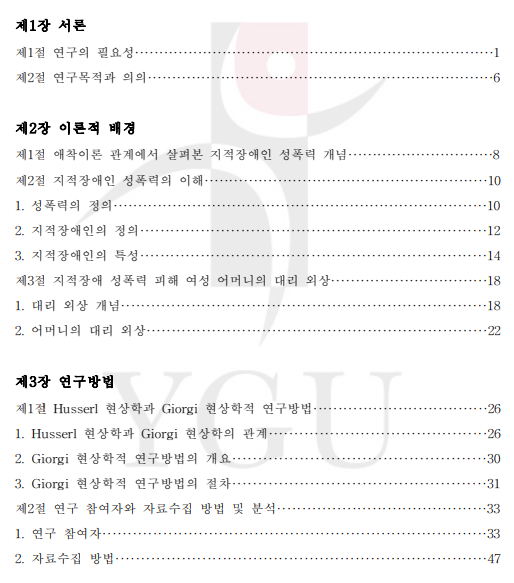 제1장 서론
제1절 연구의 필요성·····················································1
제2절 연구목적과 의의···················································6
제2장 이론적 배경
제1절 애착이론 관계에서 살펴본 지적장애인 성폭력 개념······················8
제2절 지적장애인 성폭력의 이해···········································10
1. 성폭력의 정의························································10
2. 지적장애인의 정의····················································12
3. 지적장애인의 특성····················································14
제3절 지적장애 성폭력 피해 여성 어머니의 대리 외상························18
1. 대리 외상 개념·······················································18
2. 어머니의 대리 외상···················································22
제3장 연구방법
제1절 Husserl 현상학과 Giorgi 현상학적 연구방법···························26
1. Husserl 현상학과 Giorgi 현상학의 관계·································26
2. Giorgi 현상학적 연구방법의 개요·······································30
3. Giorgi 현상학적 연구방법의 절차·······································31
제2절 연구 참여자와 자료수집 방법 및 분석·································33
1. 연구 참여자··························································33
2. 자료수집 방법························································47
YGU